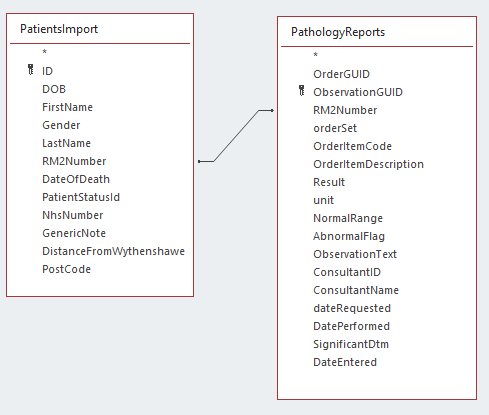 PatientsImport
*
ID
DOB
FirstName
Gender
LastName
RM2Number
DateOfDeath
PatientStatusId
NhsNumber
GenericNote
DistanceFromWythenshawe
PostCode
PathologyReports
*
OrderGUID
ObservationGUID
RM2Number
orderSet
OrderItemCode
OrderItemDescription
Result
unit
NormalRange
AbnormalFlag
ObservationText
ConsultantID
ConsultantName
dateRequested
DatePerformed
SignificantDtm
DateEntered